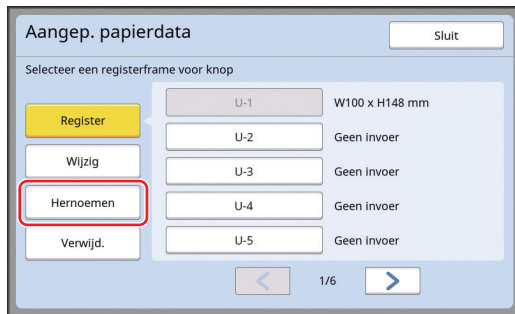 Aangep. papierdata
Sluit
Selecteer een registerframe voor knop
Register
Wijzig
Hernoemen
Verwijd.
U-1 W100 x H148 mm
U-2 Geen invoer
U-3 Geen invoer
U-4 Geen invoer
U-5 Geen invoer
1/6